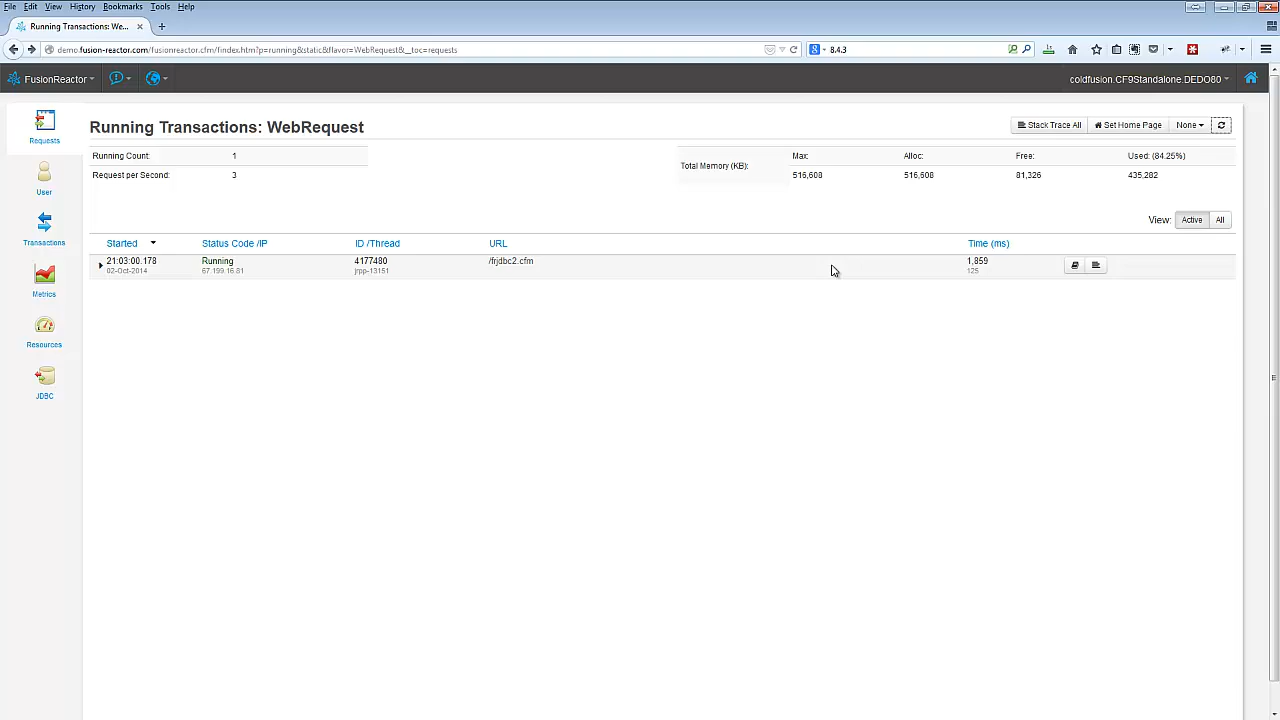 File Edit View History Bookmarks Tools Help
Running Transactions: We...
demo.fusion-reactor.com/fusionreactor.cfm/findex.htm?p=running&static&flavor=WebRequest&__toc=requests
8.4.3
FusionReactor
coldfusion.CF9Standalone.DEDO80
Requests
User
Transactions
Metrics
Resources
JDBC
Running Transactions: WebRequest
Stack Trace All Set Home Page None
Running Count: 1
Request per Second: 3
Total Memory (KB):
Max: Alloc: Free: Used: (84.25%)
516,608 516,608 81,326 435,282
View: Active All
Started Status Code /IP ID /Thread URL Time (ms)
21:03:00.178 Running 4177480 /frjdbc2.cfm 1,859
02-Oct-2014 67.199.16.81 jrpp-13151 125